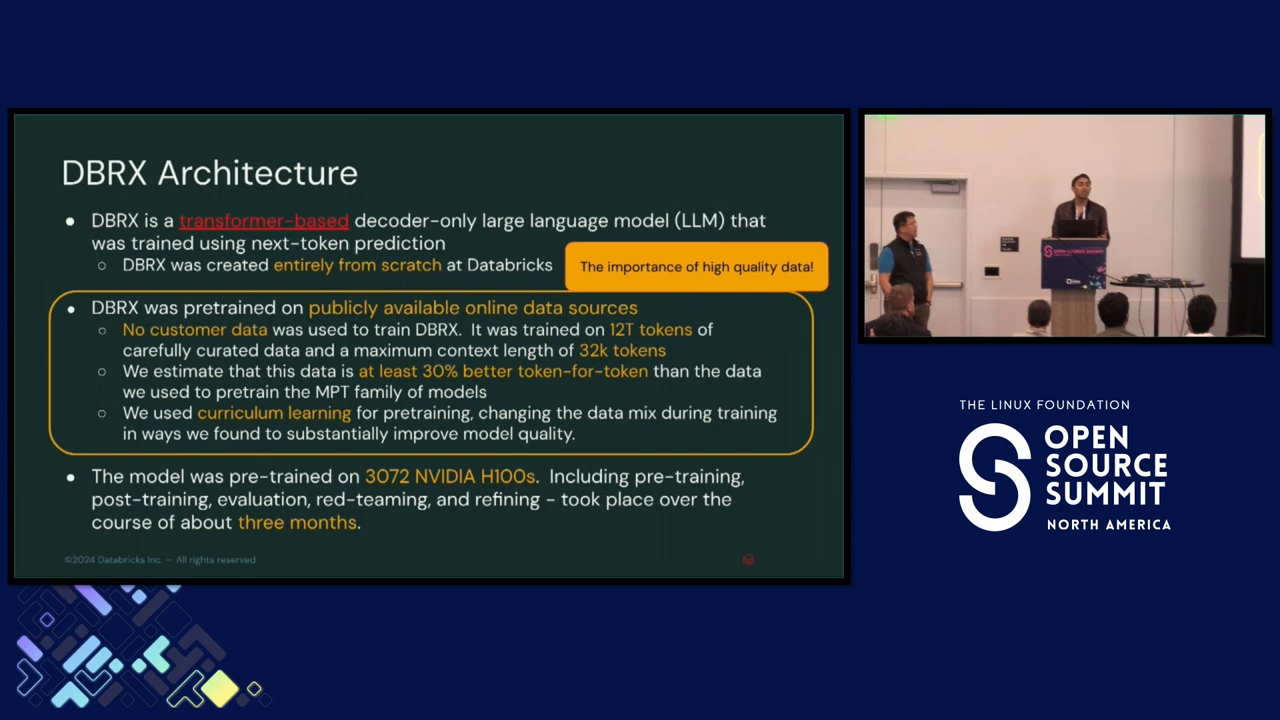 DBRX Architecture
● DBRX is a transformer-based decoder-only large language model (LLM) that
was trained using next-token prediction
○ DBRX was created entirely from scratch at Databricks
The importance of high quality data!
● DBRX was pretrained on publicly available online data sources
○ No customer data was used to train DBRX. It was trained on 12T tokens of
carefully curated data and a maximum context length of 32k tokens
○ We estimate that this data is at least 30% better token-for-token than the data
we used to pretrain the MPT family of models
○ We used curriculum learning for pretraining, changing the data mix during training
in ways we found to substantially improve model quality.
● The model was pre-trained on 3072 NVIDIA H100s. Including pre-training,
post-training, evaluation, red-teaming, and refining - took place over the
course of about three months.
©2024 Databricks Inc. — All rights reserved
THE LINUX FOUNDATION
OPEN
SOURCE
SUMMIT
NORTH AMERICA